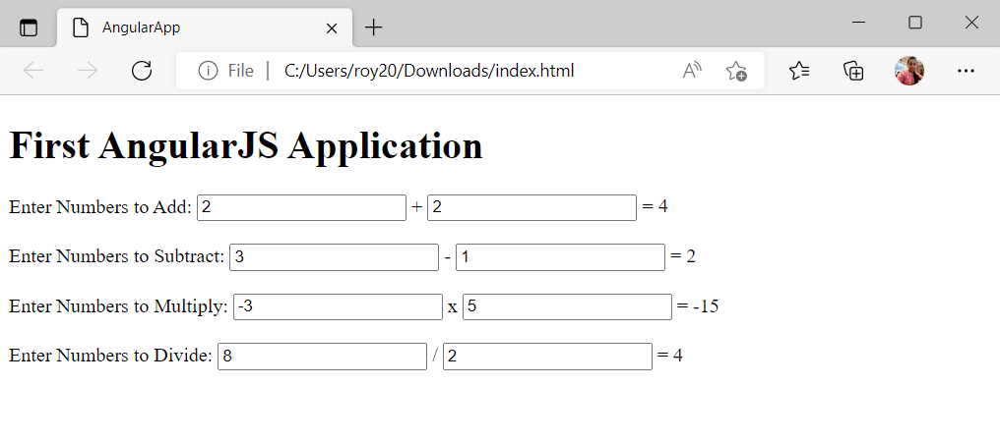 AngularApp
File | C:/Users/roy20/Downloads/index.html
First AngularJS Application
Enter Numbers to Add: 2 + 2 = 4
Enter Numbers to Subtract: 3 - 1 = 2
Enter Numbers to Multiply: -3 x 5 = -15
Enter Numbers to Divide: 8 / 2 = 4